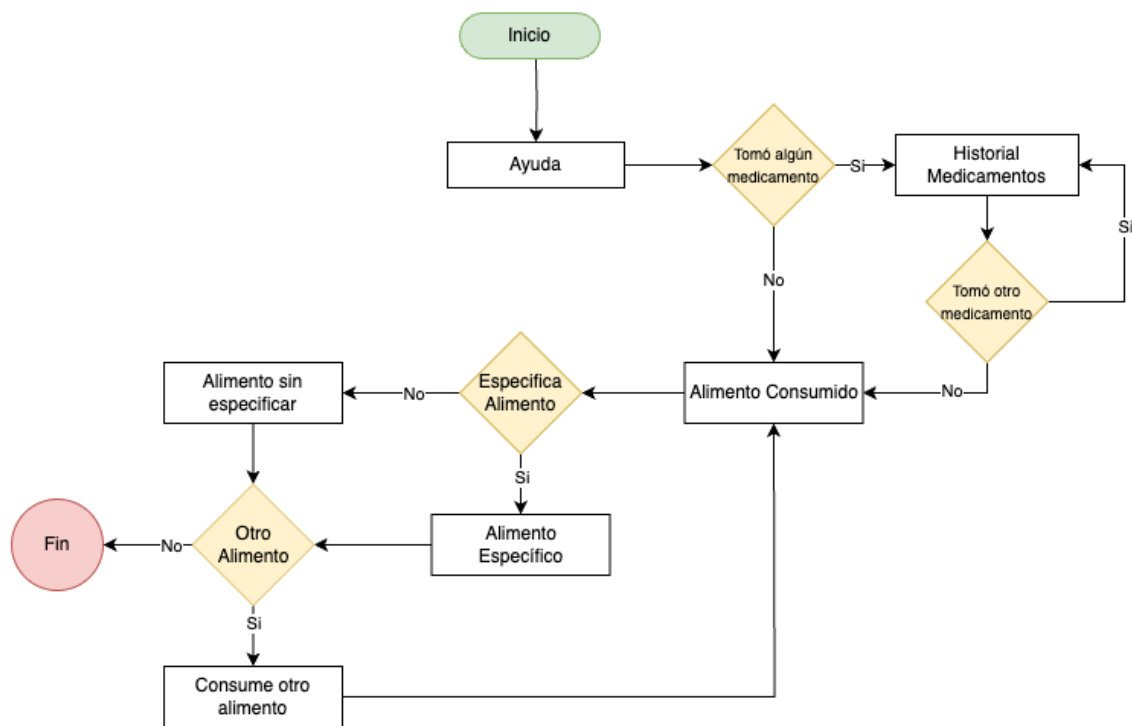 Inicio
Ayuda
Tomó algún
medicamento
Si
Historial
Medicamentos
Si
No
Tomó otro
medicamento
Alimento sin
especificar
No
Especifica
Alimento
Alimento Consumido
No
Si
Fin
No
Otro
Alimento
Alimento
Específico
Si
Consume otro
alimento